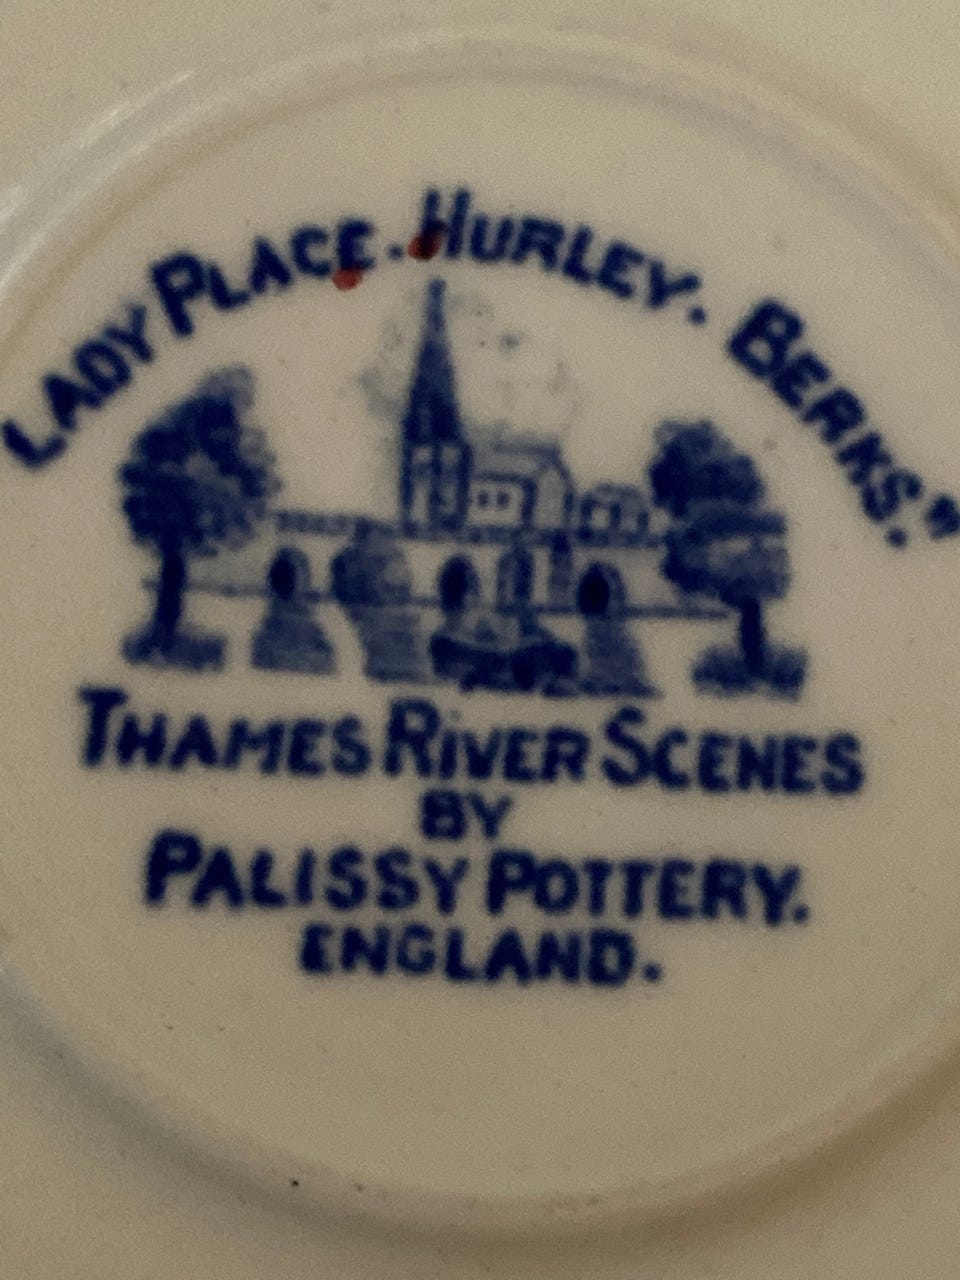 LADY PLACE. HURLEY. BERKS."
THAMES RIVER SCENES
BY
PALISSY POTTERY.
ENGLAND.